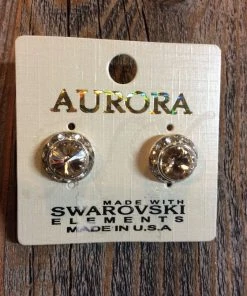 AURORA
MADE WITH
SWAROVSKI
ELEMENTS
MADE IN U.S.A